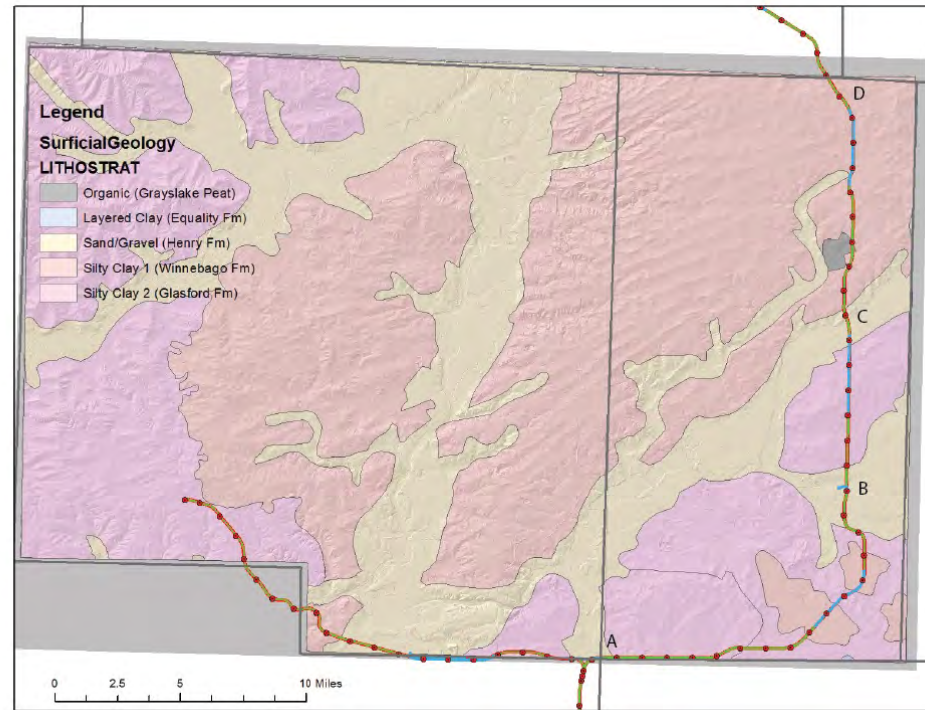 D
Legend
SurficialGeology
LITHOSTRAT
Organic (Grayslake Peat)
Layered Clay (Equality Fm)
Sand/Gravel (Henry Fm)
Silty Clay 1 (Winnebago Fm)
Silty Clay 2 (Glasford Fm)
C
B
A
0 2.5 5 10 Miles